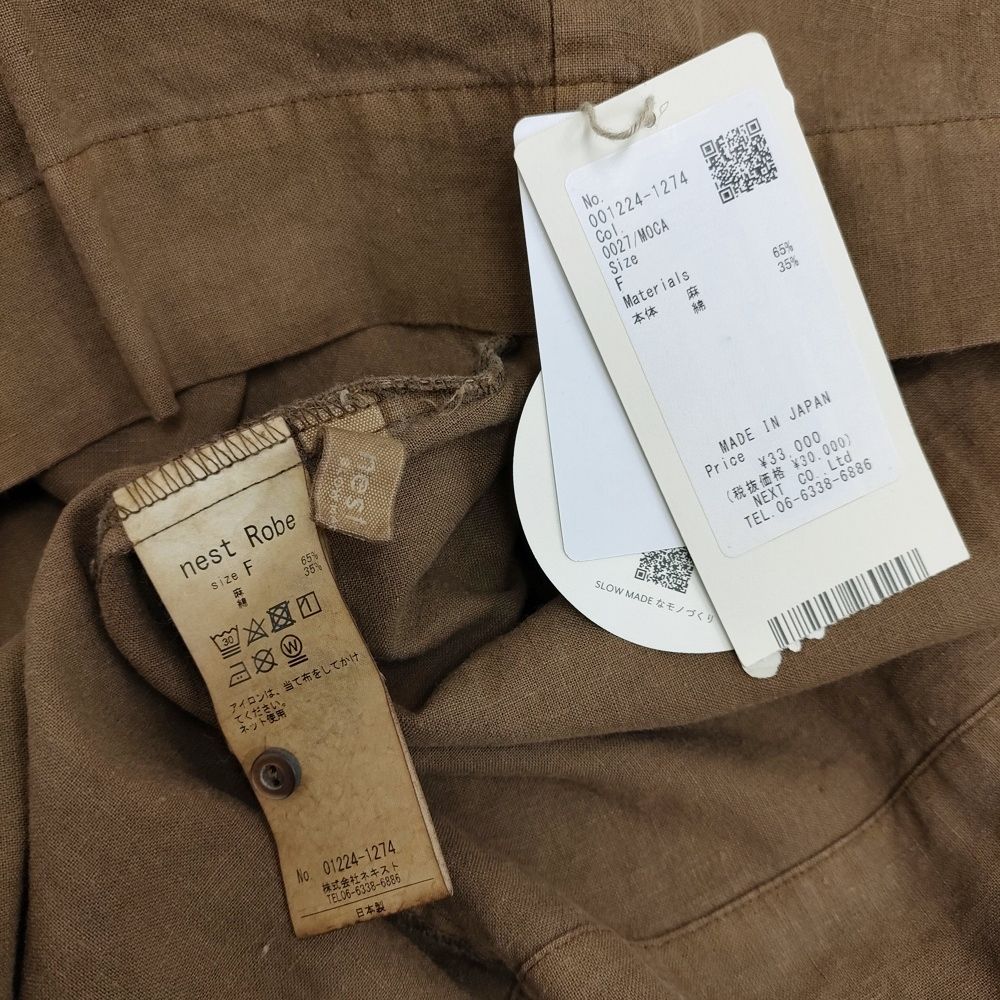 No.
001224-1274
Col.
0027/MOCA
Size
F
Materials
本体 麻 65%
綿 35%
MADE IN JAPAN
Price ¥33,000
(税抜価格 ¥30,000)
NEXT CO.,Ltd
TEL.06-6338-6886
SLOW MADE なモノづくり
nest
nest Robe
size F
麻 65%
綿 35%
30
W
アイロンは、当て布をしてかけ
てください。
ネット使用
No. 01224-1274
株式会社ネキスト
TEL06-6338-6886
日本製